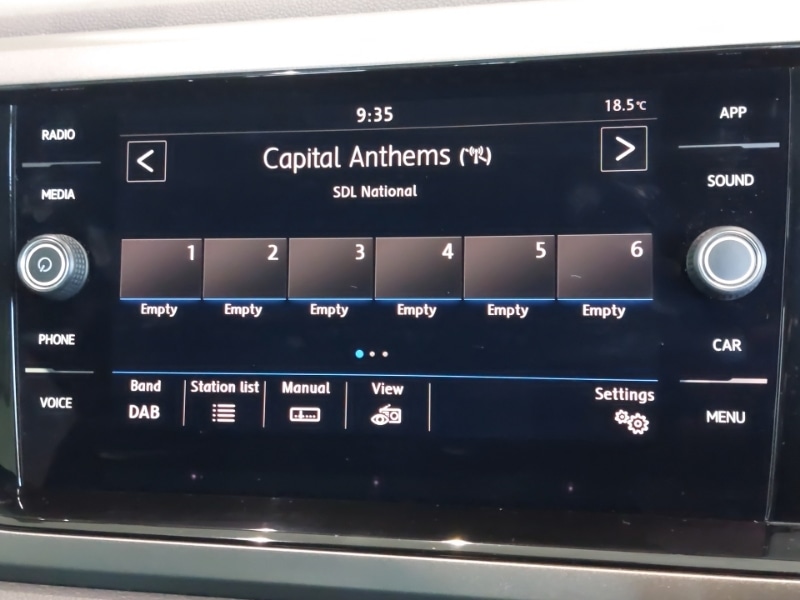 9:35
18.5°C
RADIO
MEDIA
PHONE
VOICE
Capital Anthems
SDL National
1 2 3 4 5 6
Empty Empty Empty Empty Empty Empty
Band Station list Manual View Settings
DAB
APP
SOUND
CAR
MENU